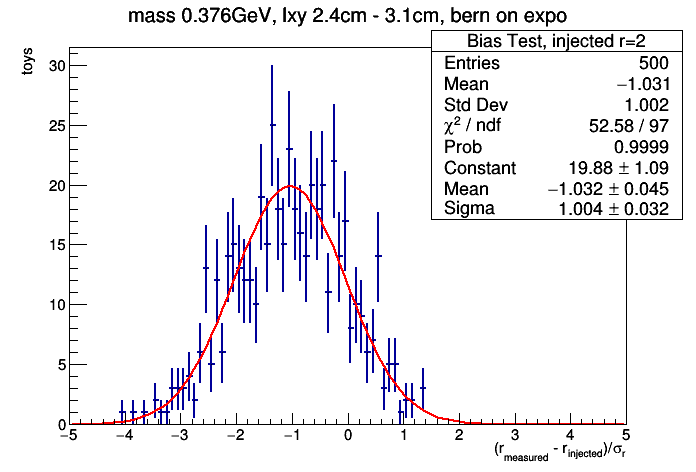 mass 0.376GeV, lxy 2.4cm - 3.1cm, bern on expo
toys
Bias Test, injected r=2
Entries 500
Mean −1.031
Std Dev 1.002
χ² / ndf 52.58 / 97
Prob 0.9999
Constant 19.88 ± 1.09
Mean −1.032 ± 0.045
Sigma 1.004 ± 0.032
30
25
20
15
10
5
0
−5 −4 −3 −2 −1 0 1 2 3 4 5
(r_measured - r_injected)/σ_r